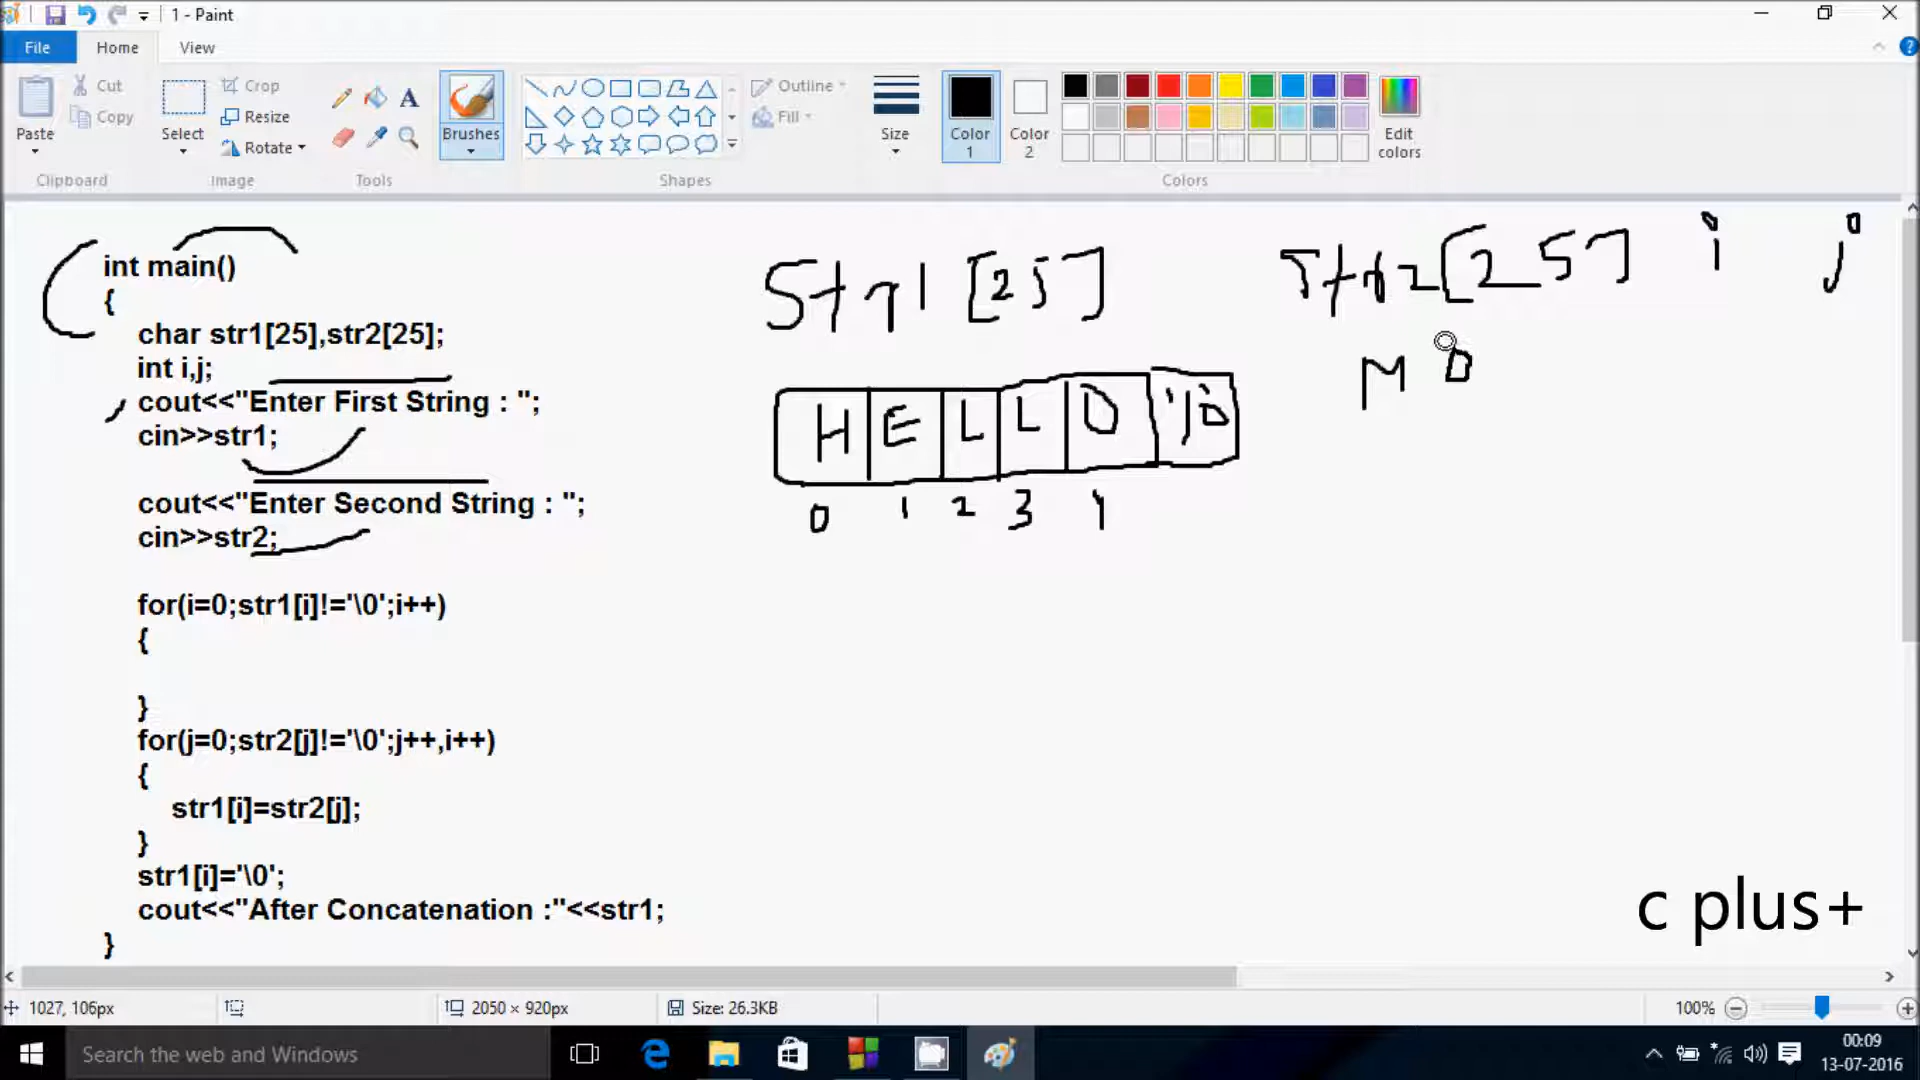 1 - Paint
File Home View
Paste
Cut
Copy
Clipboard
Select
Crop
Resize
Rotate
Image
Tools
Brushes
Shapes
Outline
Fill
Size
Color 1
Color 2
Edit colors
Colors
int main()
{
char str1[25],str2[25];
int i,j;
cout<<"Enter First String : ";
cin>>str1;
cout<<"Enter Second String : ";
cin>>str2;
for(i=0;str1[i]!='\0';i++)
{
}
for(j=0;str2[j]!='\0';j++,i++)
{
str1[i]=str2[j];
}
str1[i]='\0';
cout<<"After Concatenation :"<<str1;
}
Str1 [25]
Str2[25] i j
H E L L O '\0
0 1 2 3 4
M O
c plus+
1027, 106px
2050 × 920px
Size: 26.3KB
100%
Search the web and Windows
00:09
13-07-2016